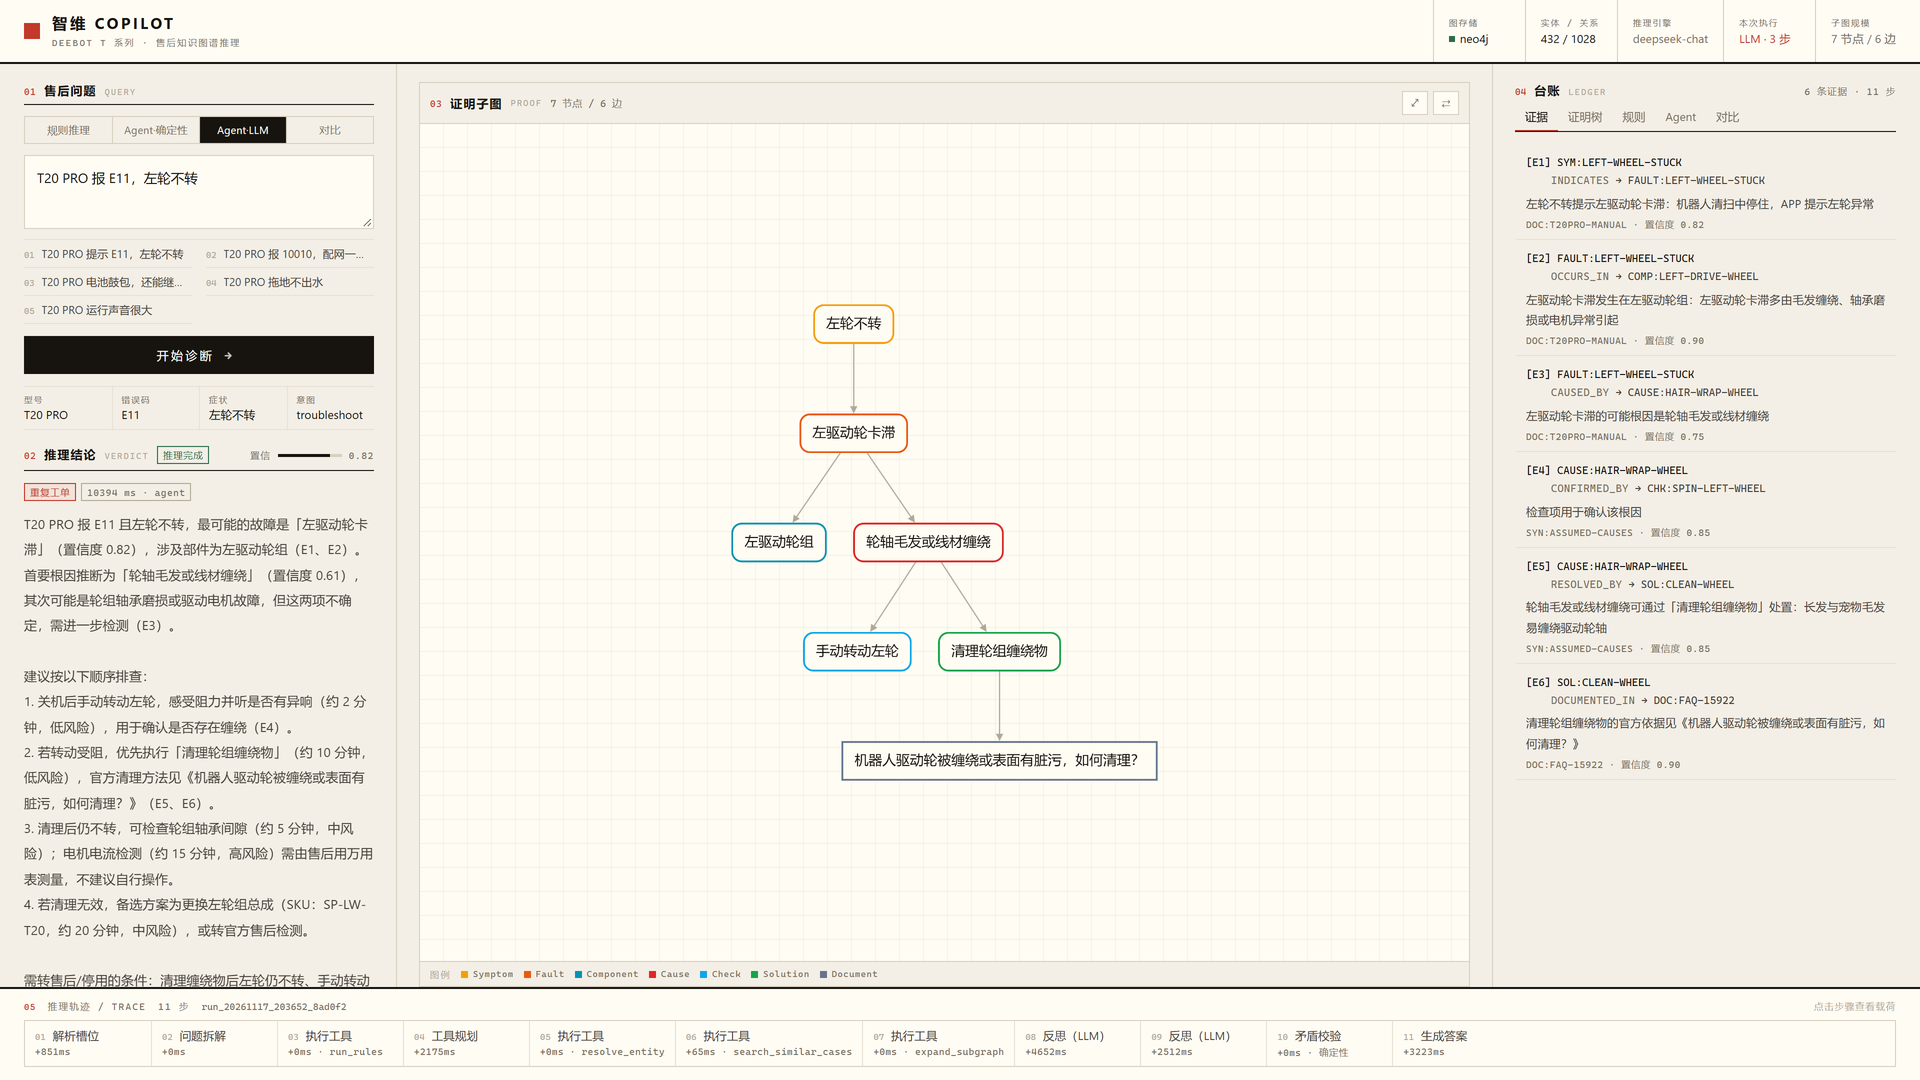 智维 COPILOT
DEEBOT T 系列 · 售后知识图谱推理
图存储
neo4j
实体 / 关系
432 / 1028
推理引擎
deepseek-chat
本次执行
LLM · 3 步
子图规模
7 节点 / 6 边
01 售后问题 QUERY
规则推理
Agent·确定性
Agent·LLM
对比
T20 PRO 报 E11，左轮不转
01 T20 PRO 提示 E11，左轮不转
02 T20 PRO 报 10010，配网一...
03 T20 PRO 电池鼓包，还能继...
04 T20 PRO 拖地不出水
05 T20 PRO 运行声音很大
开始诊断 →
型号
T20 PRO
错误码
E11
症状
左轮不转
意图
troubleshoot
02 推理结论 VERDICT 推理完成 置信 0.82
重复工单 10394 ms · agent
T20 PRO 报 E11 且左轮不转，最可能的故障是「左驱动轮卡
滞」（置信度 0.82），涉及部件为左驱动轮组（E1、E2）。
首要根因推断为「轮轴毛发或线材缠绕」（置信度 0.61），
其次可能是轮组轴承磨损或驱动电机故障，但这两项不确
定，需进一步检测（E3）。
建议按以下顺序排查：
1. 关机后手动转动左轮，感受阻力并听是否有异响（约 2 分
钟，低风险），用于确认是否存在缠绕（E4）。
2. 若转动受阻，优先执行「清理轮组缠绕物」（约 10 分钟，
低风险），官方清理方法见《机器人驱动轮被缠绕或表面有
脏污，如何清理？》（E5、E6）。
3. 清理后仍不转，可检查轮组轴承间隙（约 5 分钟，中风
险）；电机电流检测（约 15 分钟，高风险）需由售后用万用
表测量，不建议自行操作。
4. 若清理无效，备选方案为更换左轮组总成（SKU：SP-LW-
T20，约 20 分钟，中风险），或转官方售后检测。
需转售后/停用的条件：清理缠绕物后左轮仍不转、手动转动
03 证明子图 PROOF 7 节点 / 6 边
⤢
⇄
左轮不转
左驱动轮卡滞
左驱动轮组
轮轴毛发或线材缠绕
手动转动左轮
清理轮组缠绕物
机器人驱动轮被缠绕或表面有脏污，如何清理？
图例 Symptom Fault Component Cause Check Solution Document
04 台账 LEDGER 6 条证据 · 11 步
证据 证明树 规则 Agent 对比
[E1] SYM:LEFT-WHEEL-STUCK
INDICATES → FAULT:LEFT-WHEEL-STUCK
左轮不转提示左驱动轮卡滞：机器人清扫中停住，APP 提示左轮异常
DOC:T20PRO-MANUAL · 置信度 0.82
[E2] FAULT:LEFT-WHEEL-STUCK
OCCURS_IN → COMP:LEFT-DRIVE-WHEEL
左驱动轮卡滞发生在左驱动轮组：左驱动轮卡滞多由毛发缠绕、轴承磨
损或电机异常引起
DOC:T20PRO-MANUAL · 置信度 0.90
[E3] FAULT:LEFT-WHEEL-STUCK
CAUSED_BY → CAUSE:HAIR-WRAP-WHEEL
左驱动轮卡滞的可能根因是轮轴毛发或线材缠绕
DOC:T20PRO-MANUAL · 置信度 0.75
[E4] CAUSE:HAIR-WRAP-WHEEL
CONFIRMED_BY → CHK:SPIN-LEFT-WHEEL
检查项用于确认该根因
SYN:ASSUMED-CAUSES · 置信度 0.85
[E5] CAUSE:HAIR-WRAP-WHEEL
RESOLVED_BY → SOL:CLEAN-WHEEL
轮轴毛发或线材缠绕可通过「清理轮组缠绕物」处置：长发与宠物毛发
易缠绕驱动轮轴
SYN:ASSUMED-CAUSES · 置信度 0.85
[E6] SOL:CLEAN-WHEEL
DOCUMENTED_IN → DOC:FAQ-15922
清理轮组缠绕物的官方依据见《机器人驱动轮被缠绕或表面有脏污，如
何清理？》
DOC:FAQ-15922 · 置信度 0.90
05 推理轨迹 / TRACE 11 步 run_20261117_203652_8ad0f2
点击步骤查看载荷
01 解析槽位
+851ms
02 问题拆解
+0ms
03 执行工具
+0ms · run_rules
04 工具规划
+2175ms
05 执行工具
+0ms · resolve_entity
06 执行工具
+65ms · search_similar_cases
07 执行工具
+0ms · expand_subgraph
08 反思（LLM）
+4652ms
09 反思（LLM）
+2512ms
10 矛盾校验
+0ms · 确定性
11 生成答案
+3223ms